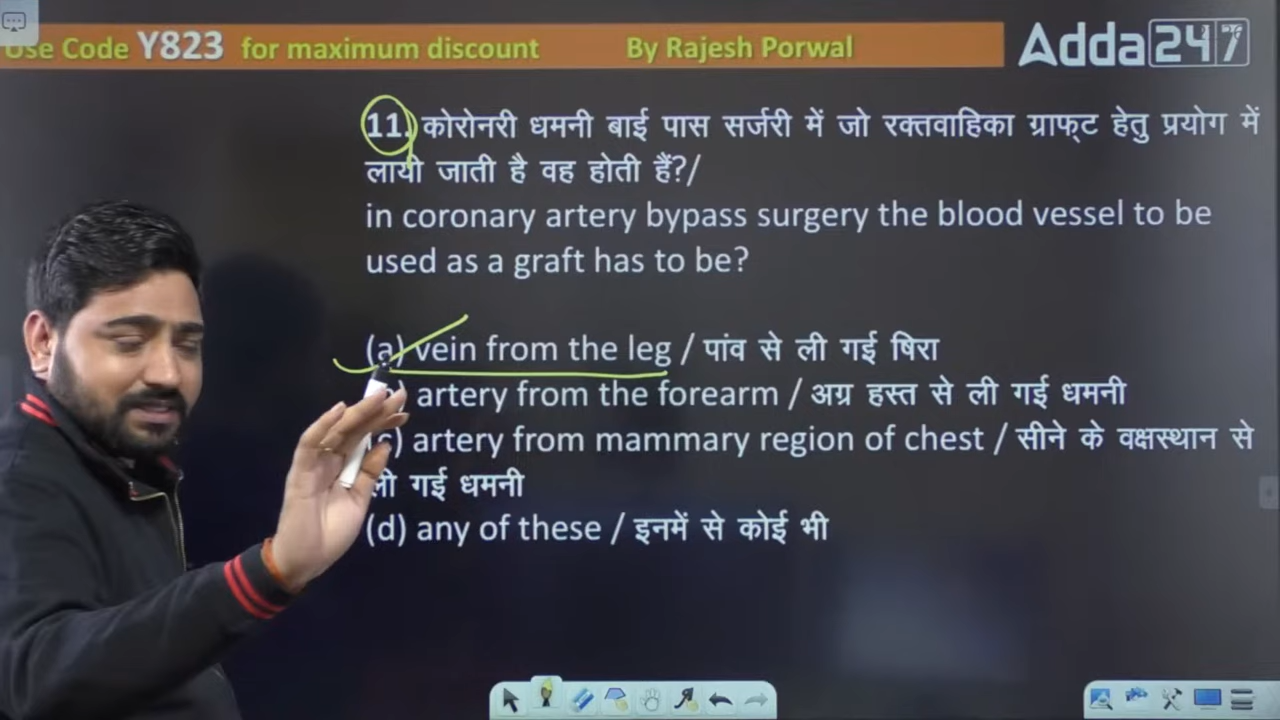 Use Code Y823 for maximum discount By Rajesh Porwal Adda 247
11. कोरोनरी धमनी बाई पास सर्जरी में जो रक्तवाहिका ग्राफ्ट हेतु प्रयोग में
लायी जाती है वह होती हैं?/
in coronary artery bypass surgery the blood vessel to be
used as a graft has to be?
(a) vein from the leg / पांव से ली गई षिरा
) artery from the forearm / अग्र हस्त से ली गई धमनी
(c) artery from mammary region of chest / सीने के वक्षस्थान से
ली गई धमनी
(d) any of these / इनमें से कोई भी